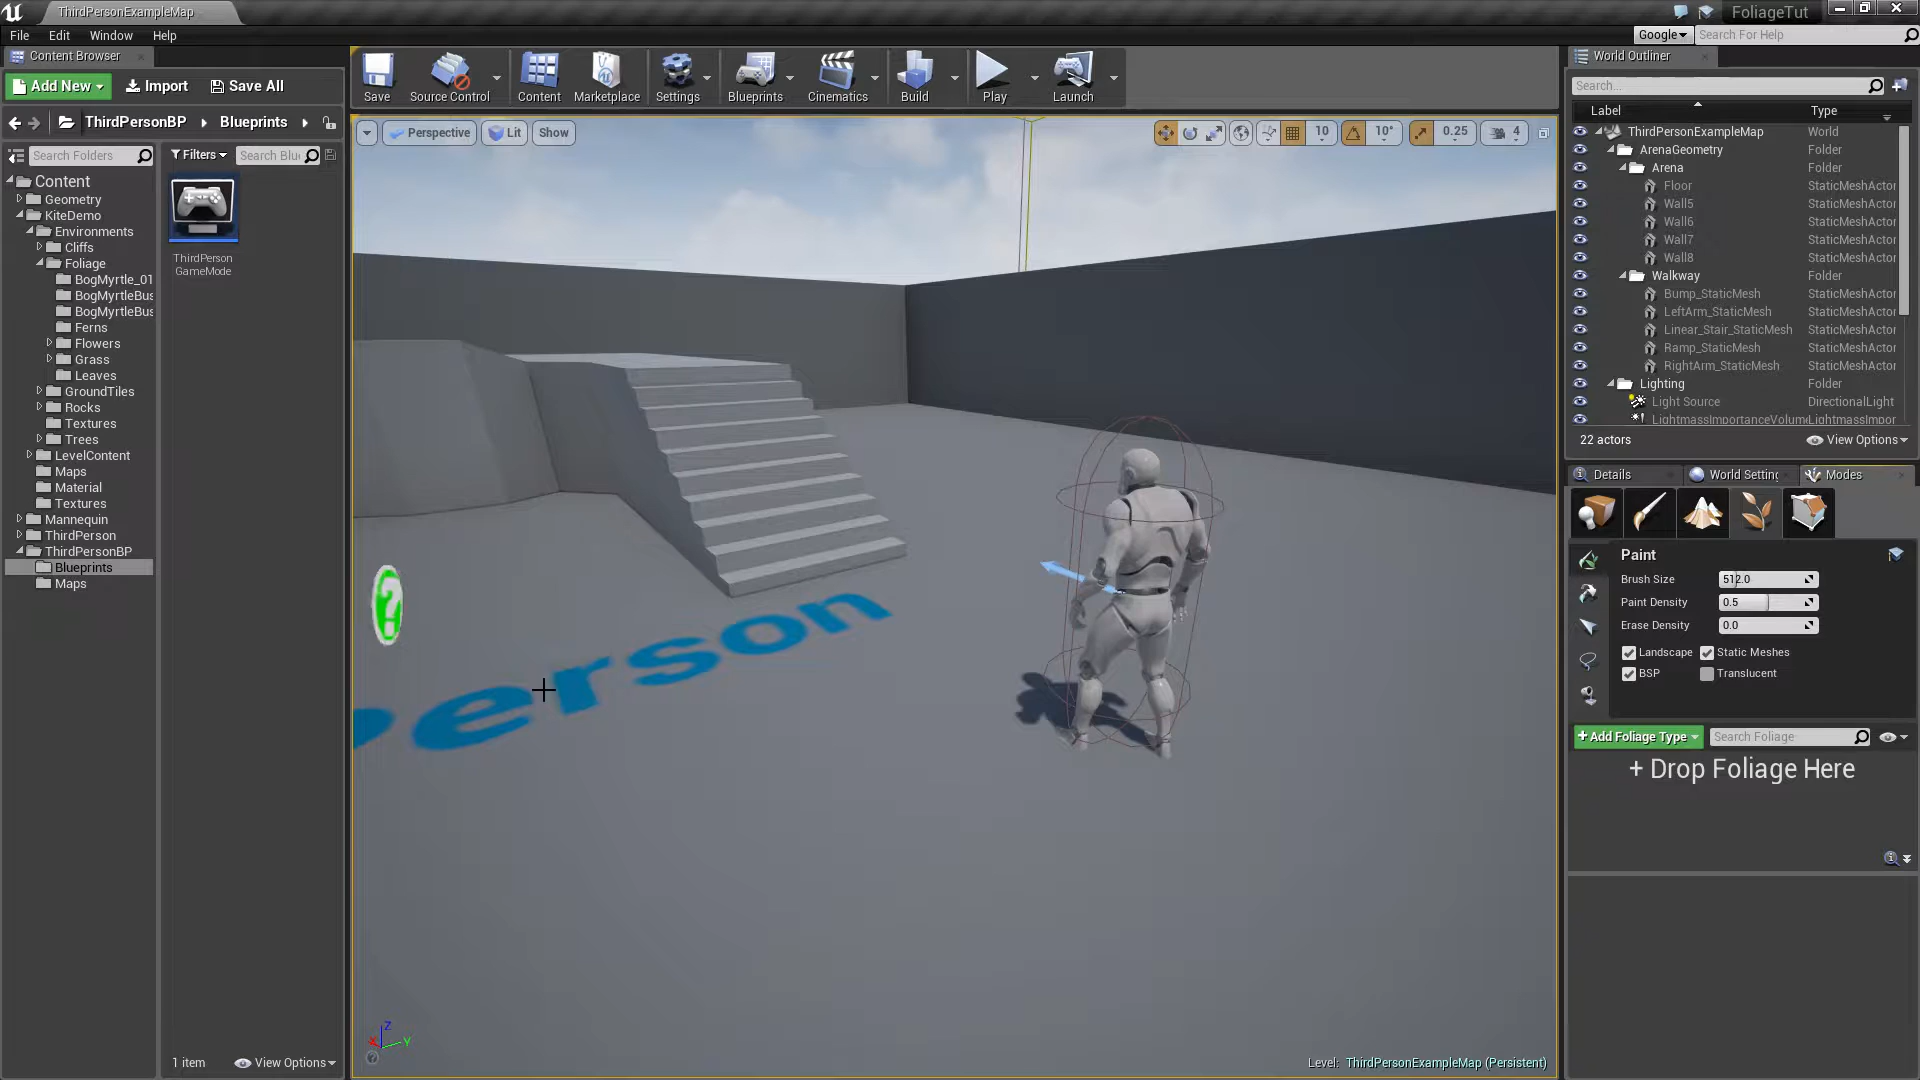 ThirdPersonExampleMap
FoliageTut
File Edit Window Help
Google Search For Help
Content Browser
Add New Import Save All
ThirdPersonBP Blueprints
Search Folders
Filters Search Blu
Content
Geometry
KiteDemo
Environments
Cliffs
Foliage
BogMyrtle_01
BogMyrtleBus
BogMyrtleBus
Ferns
Flowers
Grass
Leaves
GroundTiles
Rocks
Textures
Trees
LevelContent
Maps
Material
Textures
Mannequin
ThirdPerson
ThirdPersonBP
Blueprints
Maps
ThirdPerson
GameMode
1 item View Options
Save Source Control Content Marketplace Settings Blueprints Cinematics Build Play Launch
Perspective Lit Show
10 10° 0.25 4
?
erson
Z
X Y
Level: ThirdPersonExampleMap (Persistent)
World Outliner
Search...
Label Type
ThirdPersonExampleMap World
ArenaGeometry Folder
Arena Folder
Floor StaticMeshActor
Wall5 StaticMeshActor
Wall6 StaticMeshActor
Wall7 StaticMeshActor
Wall8 StaticMeshActor
Walkway Folder
Bump_StaticMesh StaticMeshActor
LeftArm_StaticMesh StaticMeshActor
Linear_Stair_StaticMesh StaticMeshActor
Ramp_StaticMesh StaticMeshActor
RightArm_StaticMesh StaticMeshActor
Lighting Folder
Light Source DirectionalLight
LightmassImportanceVolume LightmassImpor
22 actors View Options
Details World Setting Modes
Paint
Brush Size 512.0
Paint Density 0.5
Erase Density 0.0
Landscape Static Meshes
BSP Translucent
+ Add Foliage Type Search Foliage
+ Drop Foliage Here